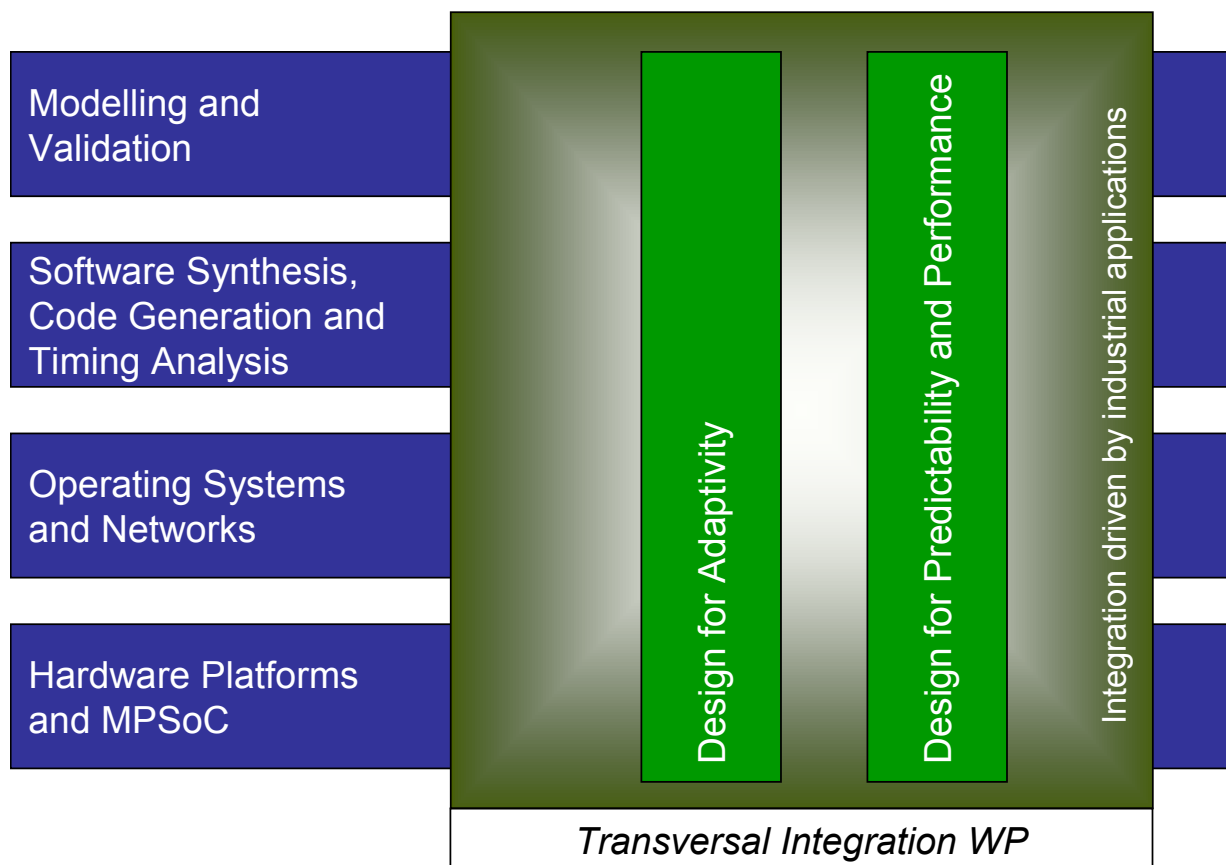 Modelling and
Validation
Software Synthesis,
Code Generation and
Timing Analysis
Operating Systems
and Networks
Hardware Platforms
and MPSoC
Design for Adaptivity
Design for Predictability and Performance
Integration driven by industrial applications
Transversal Integration WP